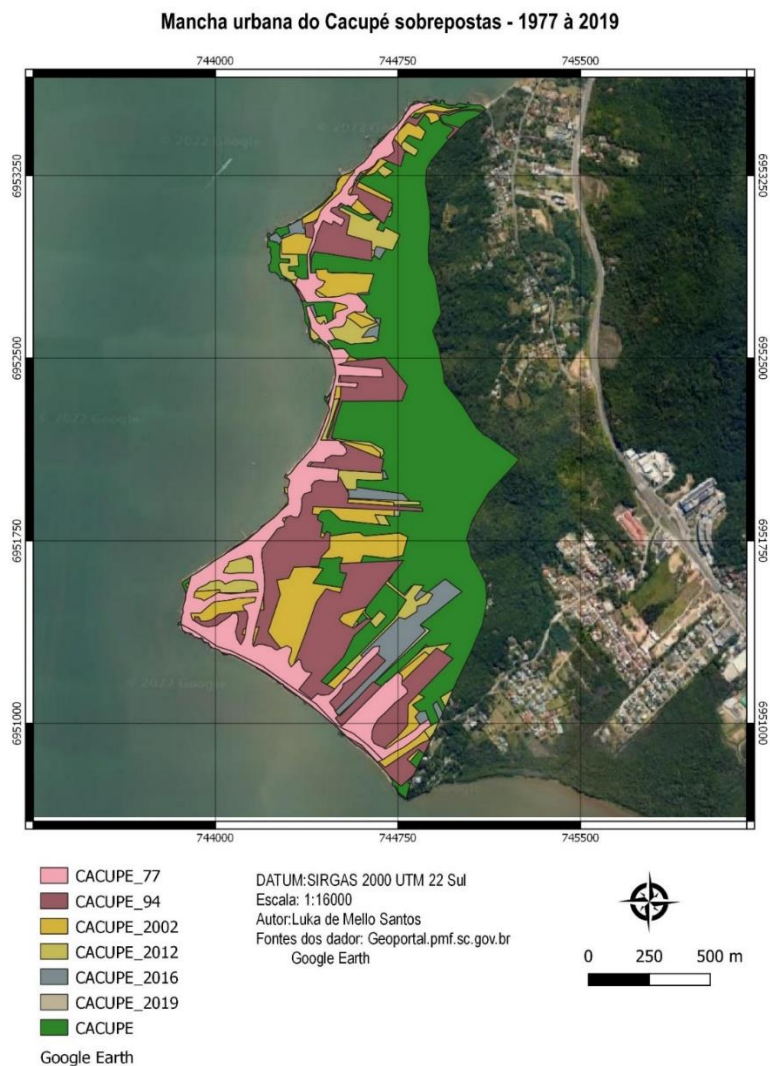 Mancha urbana do Cacupé sobrepostas - 1977 à 2019
744000 744750 745500
6953250 6953250
6952500 6952500
6951750 6951750
6951000 6951000
744000 744750 745500
© 2022 Google
CACUPE_77
CACUPE_94
CACUPE_2002
CACUPE_2012
CACUPE_2016
CACUPE_2019
CACUPE
Google Earth
DATUM:SIRGAS 2000 UTM 22 Sul
Escala: 1:16000
Autor:Luka de Mello Santos
Fontes dos dador: Geoportal.pmf.sc.gov.br
Google Earth
0 250 500 m